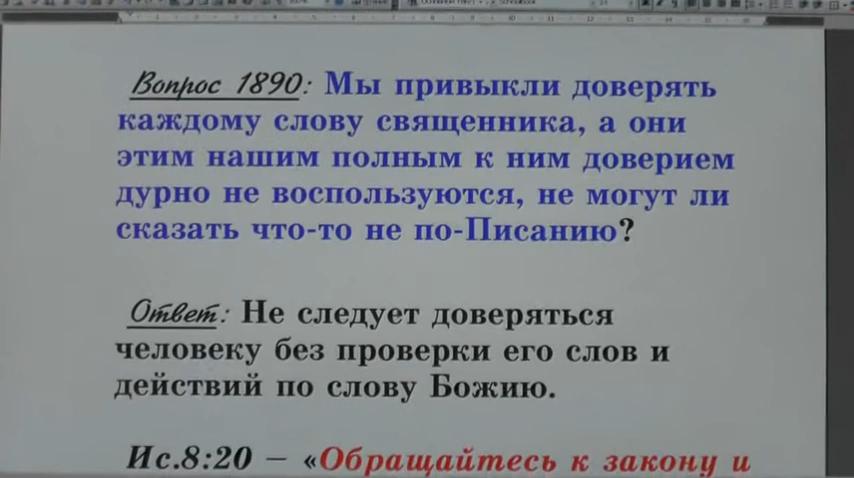 Вопрос 1890: Мы привыкли доверять
каждому слову священника, а они
этим нашим полным к ним доверием
дурно не воспользуются, не могут ли
сказать что-то не по-Писанию?
Ответ: Не следует доверяться
человеку без проверки его слов и
действий по слову Божию.
Ис.8:20 – «Обращайтесь к закону и